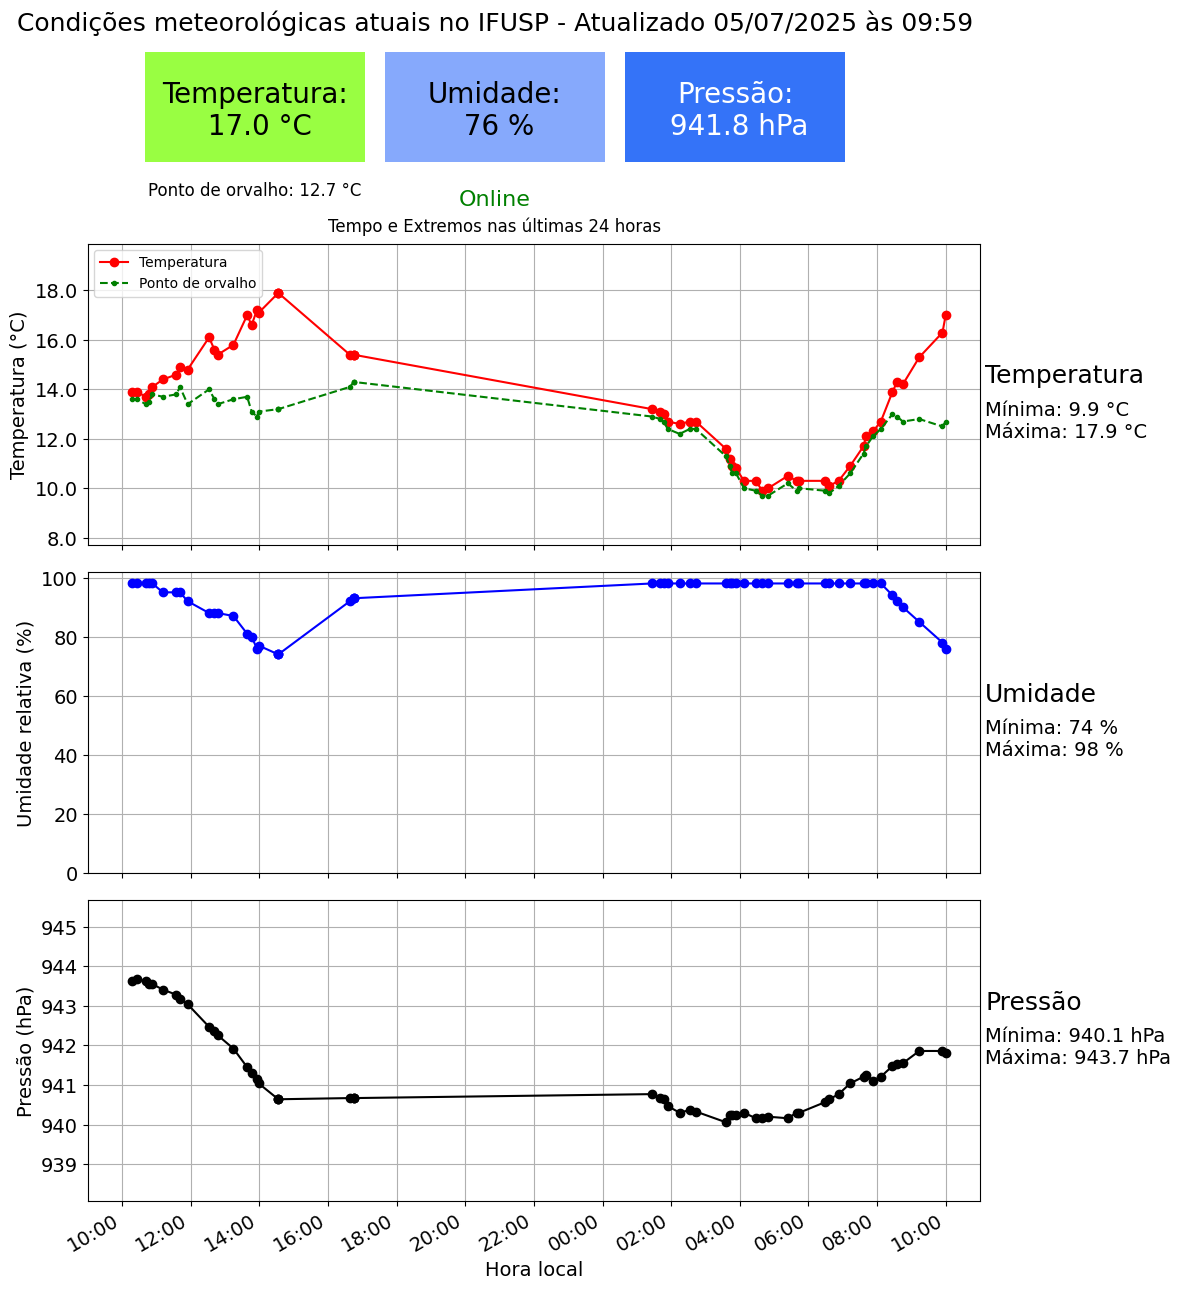 Condições meteorológicas atuais no IFUSP - Atualizado 05/07/2025 às 09:59
Temperatura:
17.0 °C
Umidade:
76 %
Pressão:
941.8 hPa
Ponto de orvalho: 12.7 °C
Online
Tempo e Extremos nas últimas 24 horas
Temperatura
Ponto de orvalho
Temperatura (°C)
18.0
16.0
14.0
12.0
10.0
8.0
Temperatura
Mínima: 9.9 °C
Máxima: 17.9 °C
Umidade relativa (%)
100
80
60
40
20
0
Umidade
Mínima: 74 %
Máxima: 98 %
Pressão (hPa)
945
944
943
942
941
940
939
Pressão
Mínima: 940.1 hPa
Máxima: 943.7 hPa
10:00 12:00 14:00 16:00 18:00 20:00 22:00 00:00 02:00 04:00 06:00 08:00 10:00
Hora local